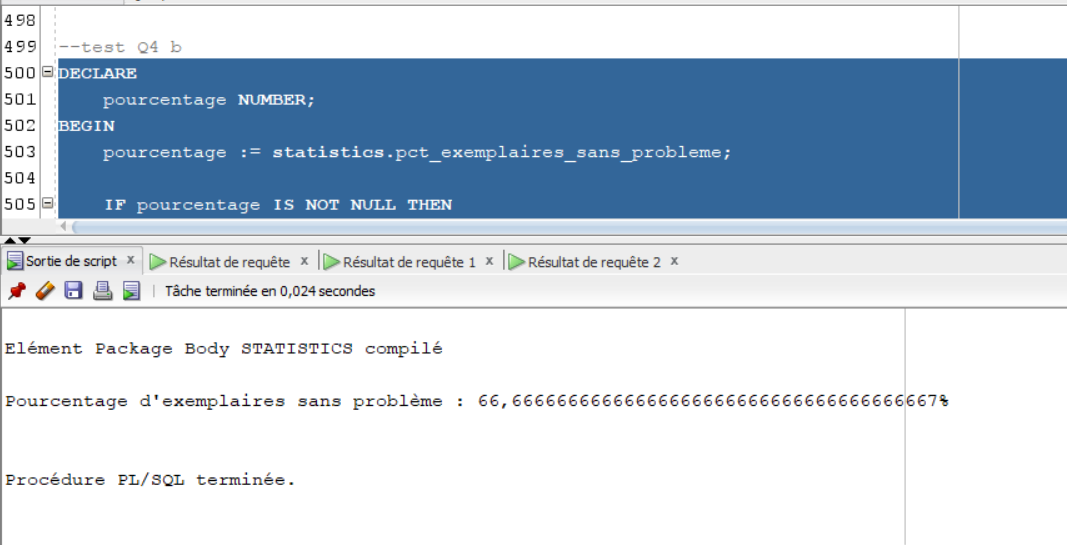 498
499 --test Q4 b
500 DECLARE
501 pourcentage NUMBER;
502 BEGIN
503 pourcentage := statistics.pct_exemplaires_sans_probleme;
504
505 IF pourcentage IS NOT NULL THEN
Sortie de script x Résultat de requête x Résultat de requête 1 x Résultat de requête 2 x
Tâche terminée en 0,024 secondes
Elément Package Body STATISTICS compilé
Pourcentage d'exemplaires sans problème : 66,66666666666666666666666666666666666667%
Procédure PL/SQL terminée.